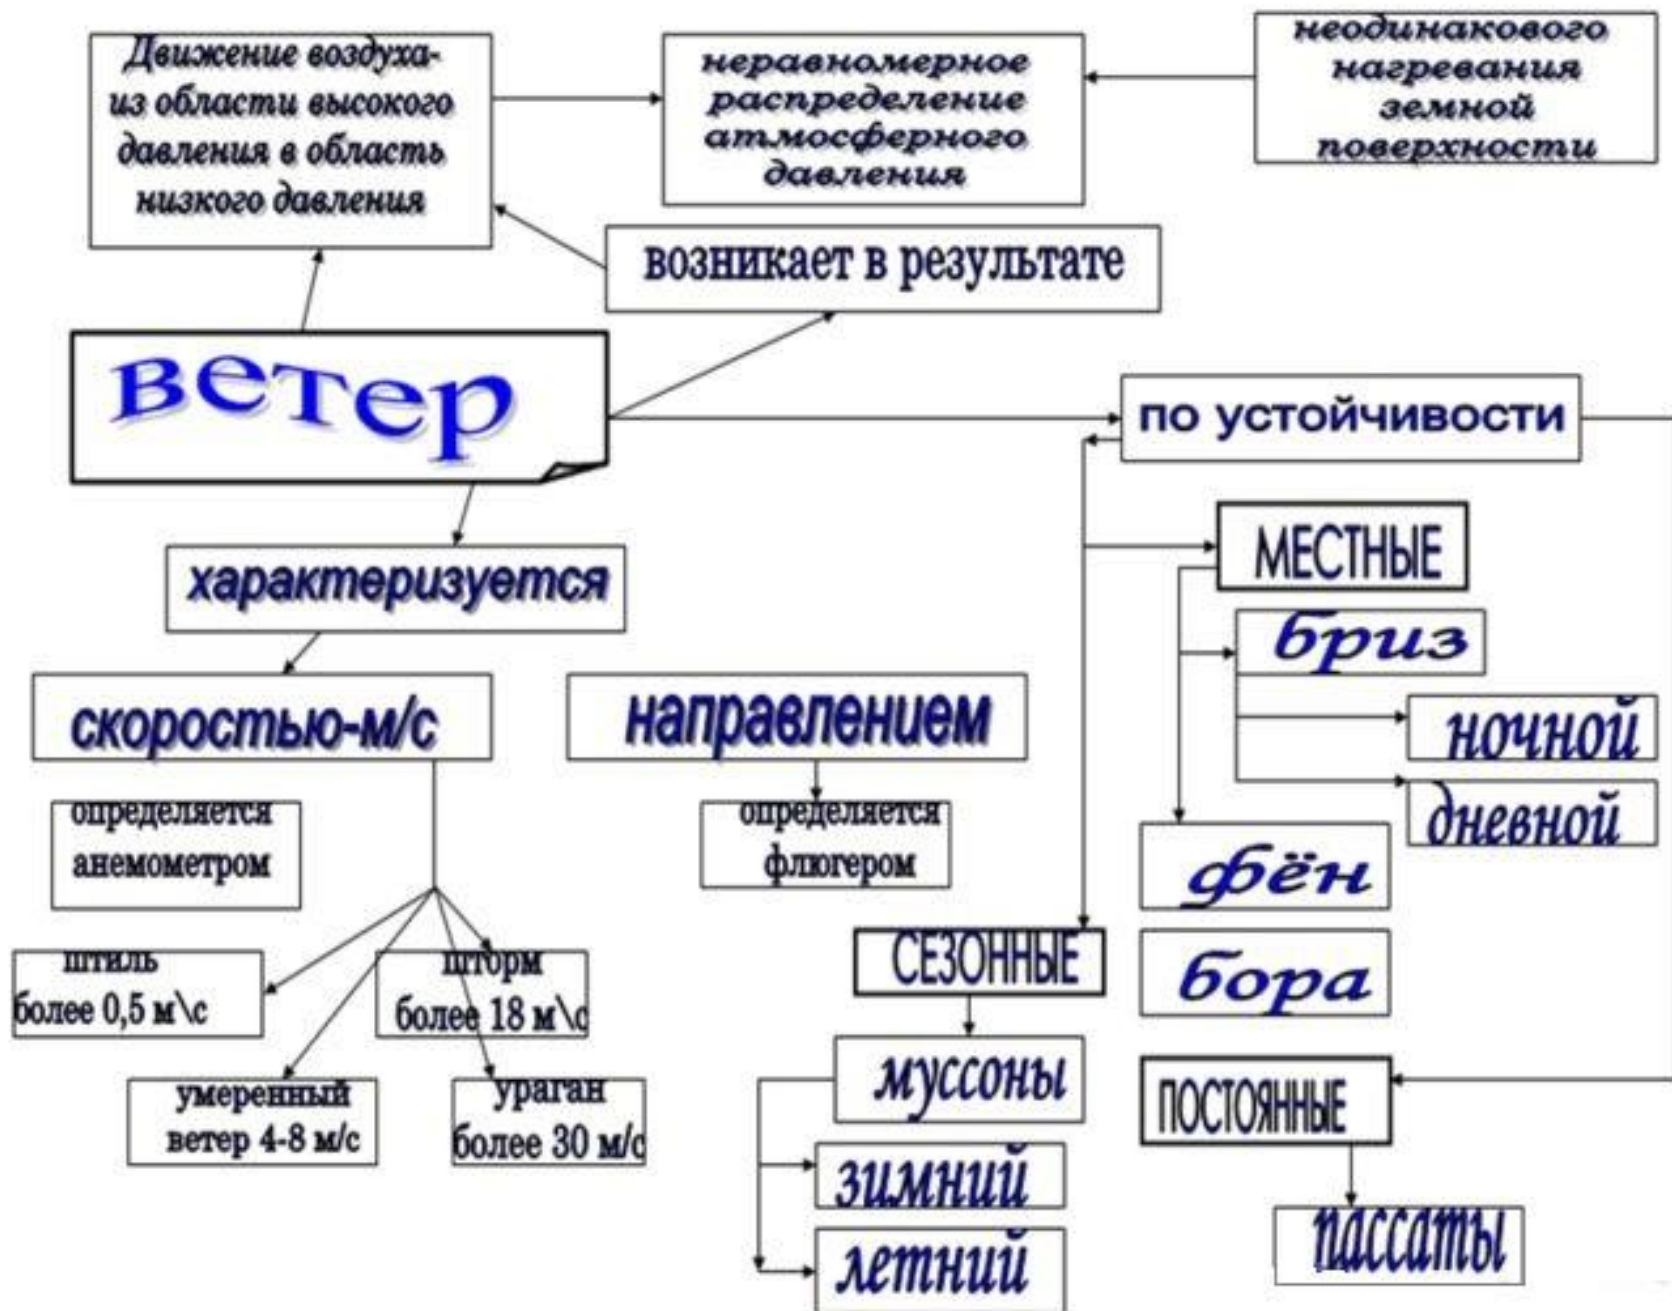 Движение воздуха-
из области высокого
давления в область
низкого давления
неравномерное
распределение
атмосферного
давления
неодинакового
нагревания
земной
поверхности
возникает в результате
ветер
по устойчивости
характеризуется
МЕСТНЫЕ
бриз
скоростью-м/с
направлением
ночной
дневной
определяется
анемометром
определяется
флюгером
фён
СЕЗОННЫЕ
бора
штиль
более 0,5 м\с
шторм
более 18 м\с
муссоны
ПОСТОЯННЫЕ
умеренный
ветер 4-8 м/с
ураган
более 30 м/с
зимний
летний
пассаты